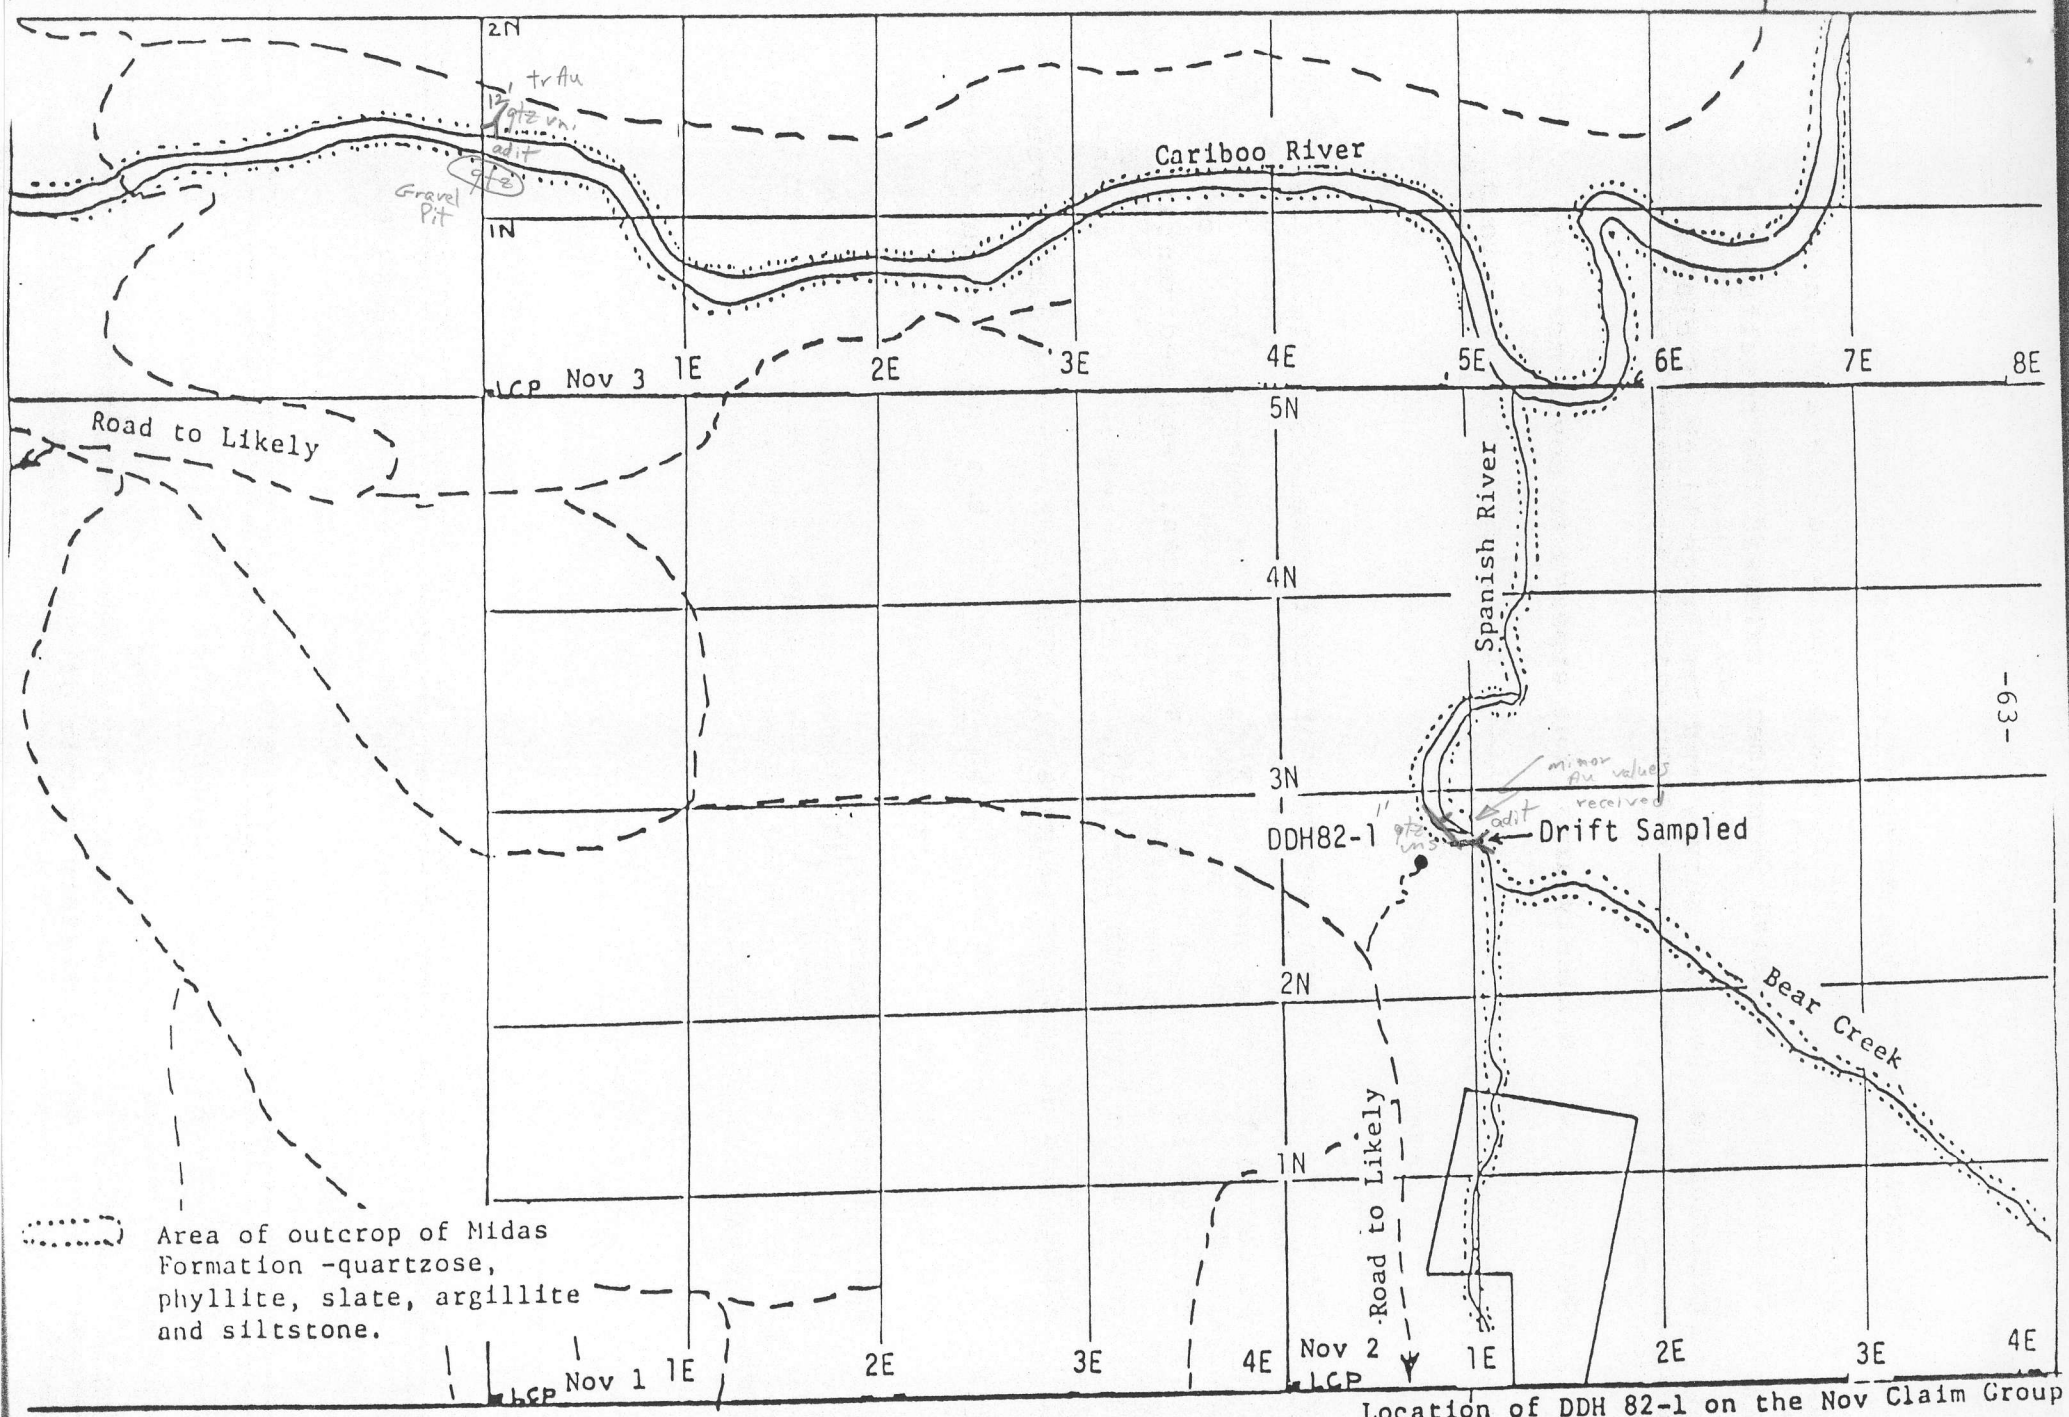 2N
12' tr Au
qtz vn.
adit
qtz
Gravel
Pit
Cariboo River
1N
1E
2E
3E
4E
5E
6E
7E
8E
LCP Nov 3
5N
Road to Likely
Spanish River
4N
-63-
3N
minor
Au values
received
1"
qtz
vns
adit
DDH82-1
Drift Sampled
2N
Bear Creek
1N
Road to Likely
Area of outcrop of Midas
Formation -quartzose,
phyllite, slate, argillite
and siltstone.
LCP Nov 1
1E
2E
3E
4E
Nov 2
LCP
1E
2E
3E
4E
Location of DDH 82-1 on the Nov Claim Group